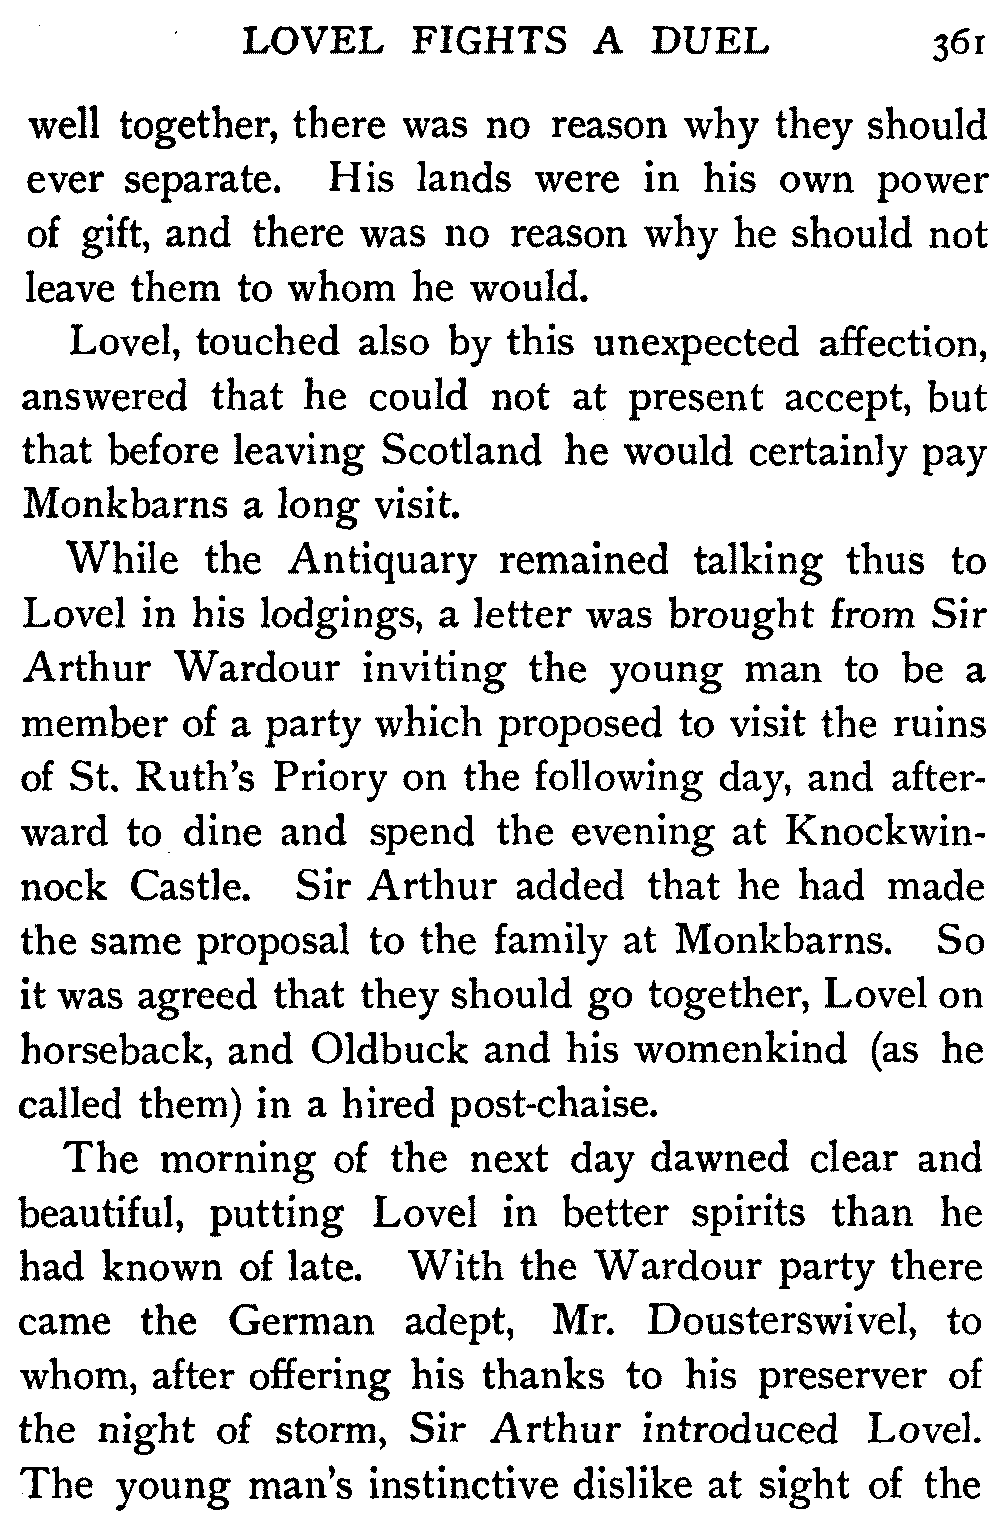 LOVEL FIGHTS A DUEL 361
well together, there was no reason why they should
ever separate. His lands were in his own power
of gift, and there was no reason why he should not
leave them to whom he would.
Lovel, touched also by this unexpected affection,
answered that he could not at present accept, but
that before leaving Scotland he would certainly pay
Monkbarns a long visit.
While the Antiquary remained talking thus to
Lovel in his lodgings, a letter was brought from Sir
Arthur Wardour inviting the young man to be a
member of a party which proposed to visit the ruins
of St. Ruth's Priory on the following day, and after-
ward to dine and spend the evening at Knockwin-
nock Castle. Sir Arthur added that he had made
the same proposal to the family at Monkbarns. So
it was agreed that they should go together, Lovel on
horseback, and Oldbuck and his womenkind (as he
called them) in a hired post-chaise.
The morning of the next day dawned clear and
beautiful, putting Lovel in better spirits than he
had known of late. With the Wardour party there
came the German adept, Mr. Dousterswivel, to
whom, after offering his thanks to his preserver of
the night of storm, Sir Arthur introduced Lovel.
The young man's instinctive dislike at sight of the